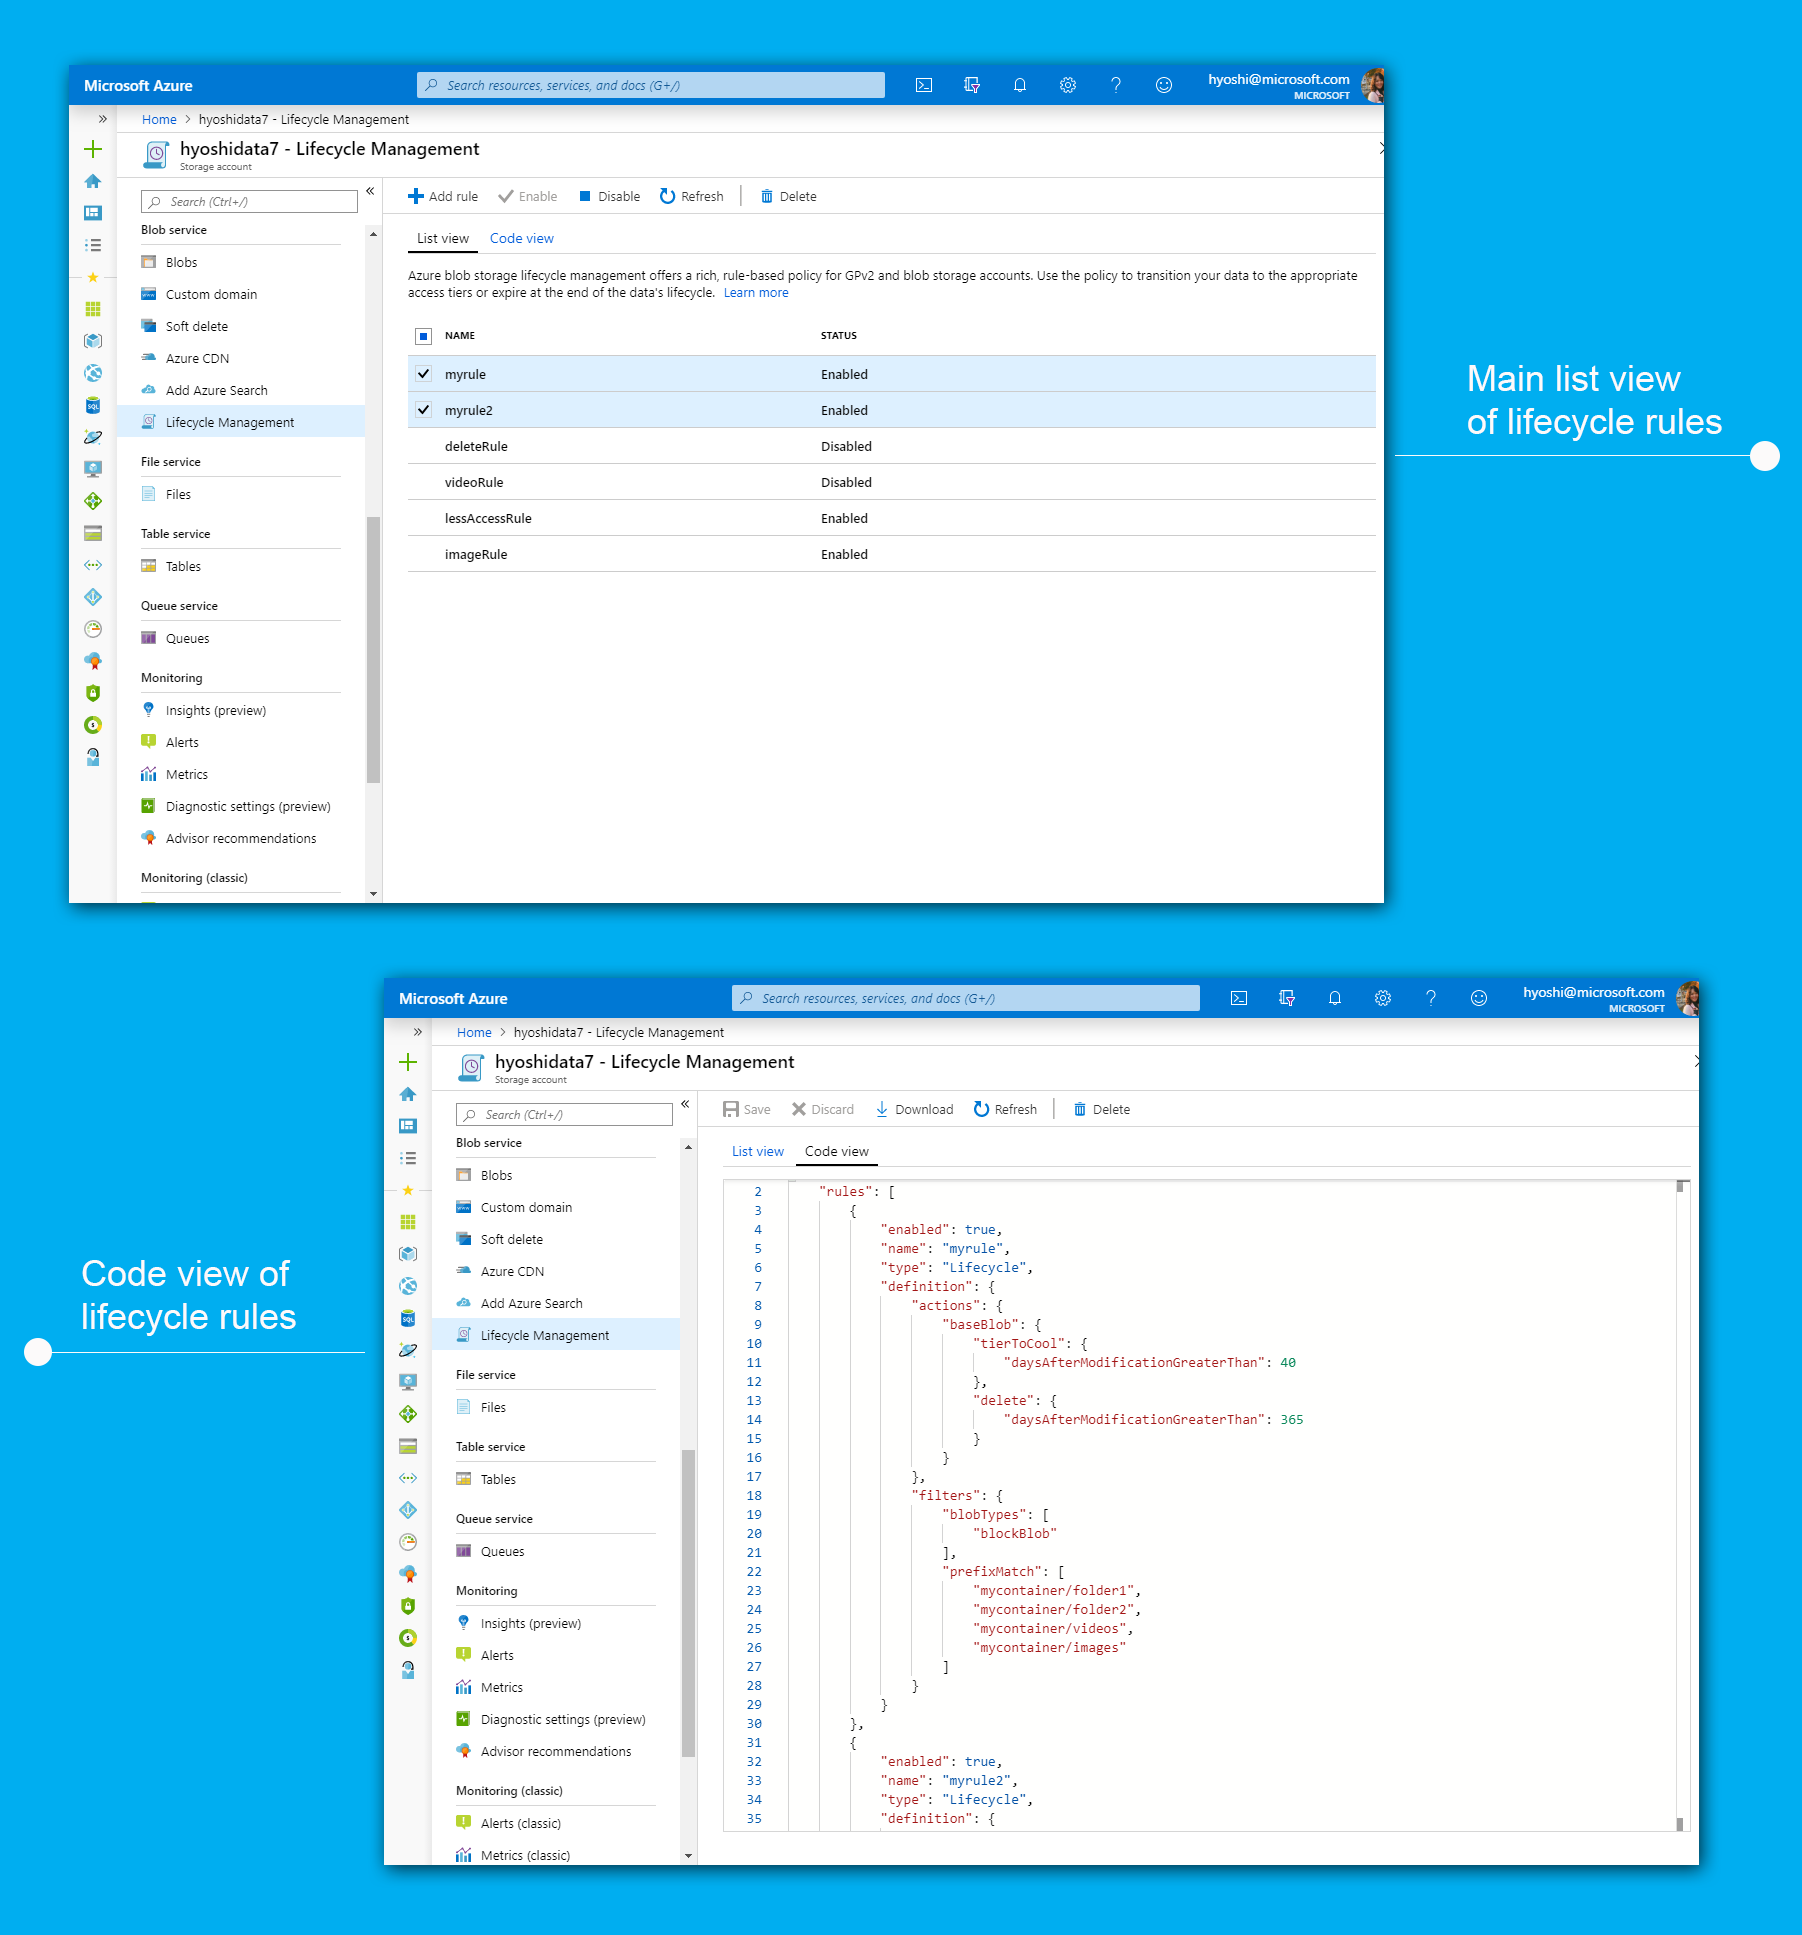 Microsoft Azure
Search resources, services, and docs (G+/)
hyoshi@microsoft.com
MICROSOFT
Home > hyoshidata7 - Lifecycle Management
hyoshidata7 - Lifecycle Management
Storage account
Search (Ctrl+/)
Blob service
Blobs
Custom domain
Soft delete
Azure CDN
Add Azure Search
Lifecycle Management
File service
Files
Table service
Tables
Queue service
Queues
Monitoring
Insights (preview)
Alerts
Metrics
Diagnostic settings (preview)
Advisor recommendations
Monitoring (classic)
Add rule Enable Disable Refresh Delete
List view Code view
Azure blob storage lifecycle management offers a rich, rule-based policy for GPv2 and blob storage accounts. Use the policy to transition your data to the appropriate
access tiers or expire at the end of the data's lifecycle. Learn more
NAME STATUS
myrule Enabled
myrule2 Enabled
deleteRule Disabled
videoRule Disabled
lessAccessRule Enabled
imageRule Enabled
Main list view
of lifecycle rules
Code view of
lifecycle rules
Microsoft Azure
Search resources, services, and docs (G+/)
hyoshi@microsoft.com
MICROSOFT
Home > hyoshidata7 - Lifecycle Management
hyoshidata7 - Lifecycle Management
Storage account
Search (Ctrl+/)
Blob service
Blobs
Custom domain
Soft delete
Azure CDN
Add Azure Search
Lifecycle Management
File service
Files
Table service
Tables
Queue service
Queues
Monitoring
Insights (preview)
Alerts
Metrics
Diagnostic settings (preview)
Advisor recommendations
Monitoring (classic)
Alerts (classic)
Metrics (classic)
Save Discard Download Refresh Delete
List view Code view
2 "rules": [
3 {
4 "enabled": true,
5 "name": "myrule",
6 "type": "Lifecycle",
7 "definition": {
8 "actions": {
9 "baseBlob": {
10 "tierToCool": {
11 "daysAfterModificationGreaterThan": 40
12 },
13 "delete": {
14 "daysAfterModificationGreaterThan": 365
15 }
16 }
17 },
18 "filters": {
19 "blobTypes": [
20 "blockBlob"
21 ],
22 "prefixMatch": [
23 "mycontainer/folder1",
24 "mycontainer/folder2",
25 "mycontainer/videos",
26 "mycontainer/images"
27 ]
28 }
29 }
30 },
31 {
32 "enabled": true,
33 "name": "myrule2",
34 "type": "Lifecycle",
35 "definition": {